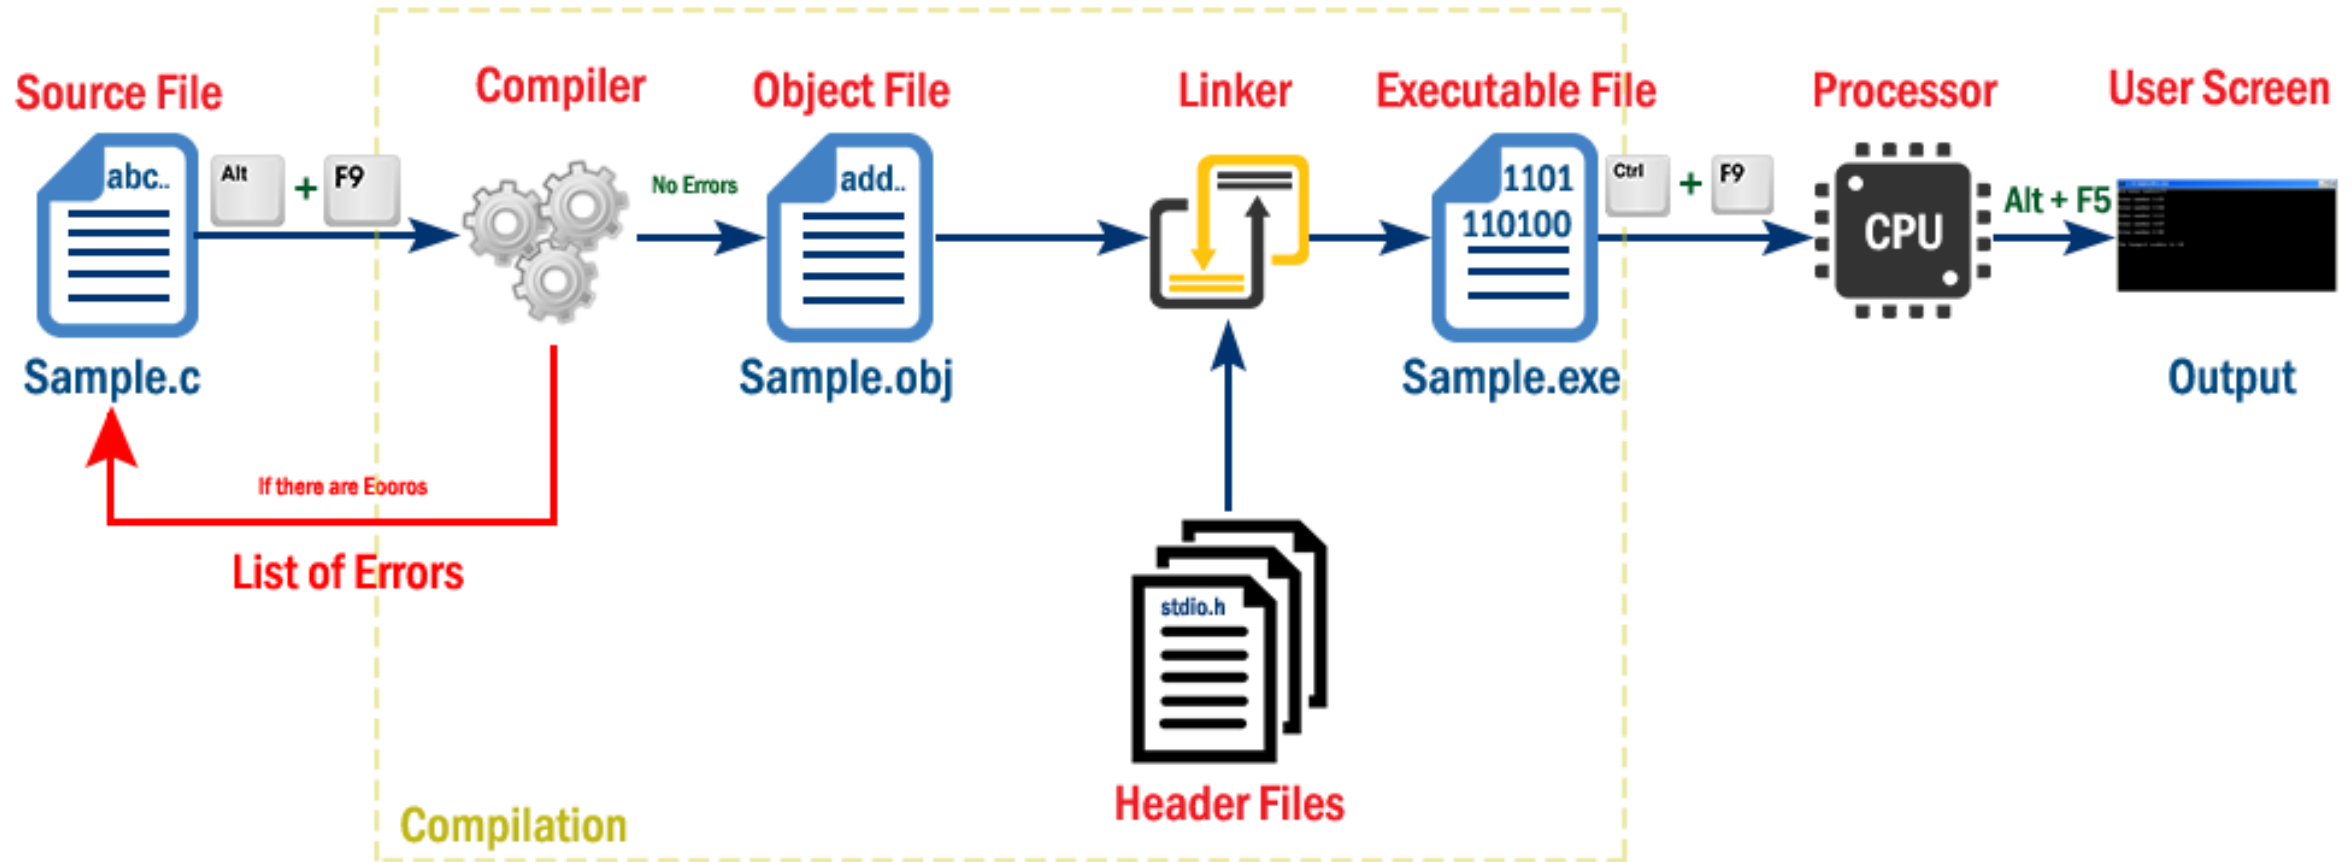 Source File
Compiler
Object File
Linker
Executable File
Processor
User Screen
abc..
Alt
+
F9
No Errors
add..
1101
110100
Ctrl
+
F9
CPU
Alt + F5
Sample.c
Sample.obj
Sample.exe
Output
If there are Eooros
List of Errors
stdio.h
Header Files
Compilation